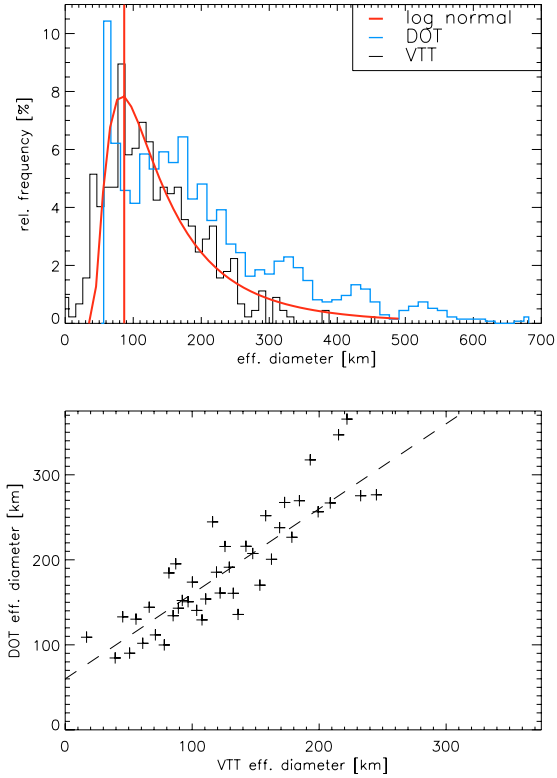 log normal
DOT
VTT
rel. frequency [%]
10
8
6
4
2
0
0 100 200 300 400 500 600 700
eff. diameter [km]
DOT eff. diameter [km]
300
200
100
0
0 100 200 300
VTT eff. diameter [km]